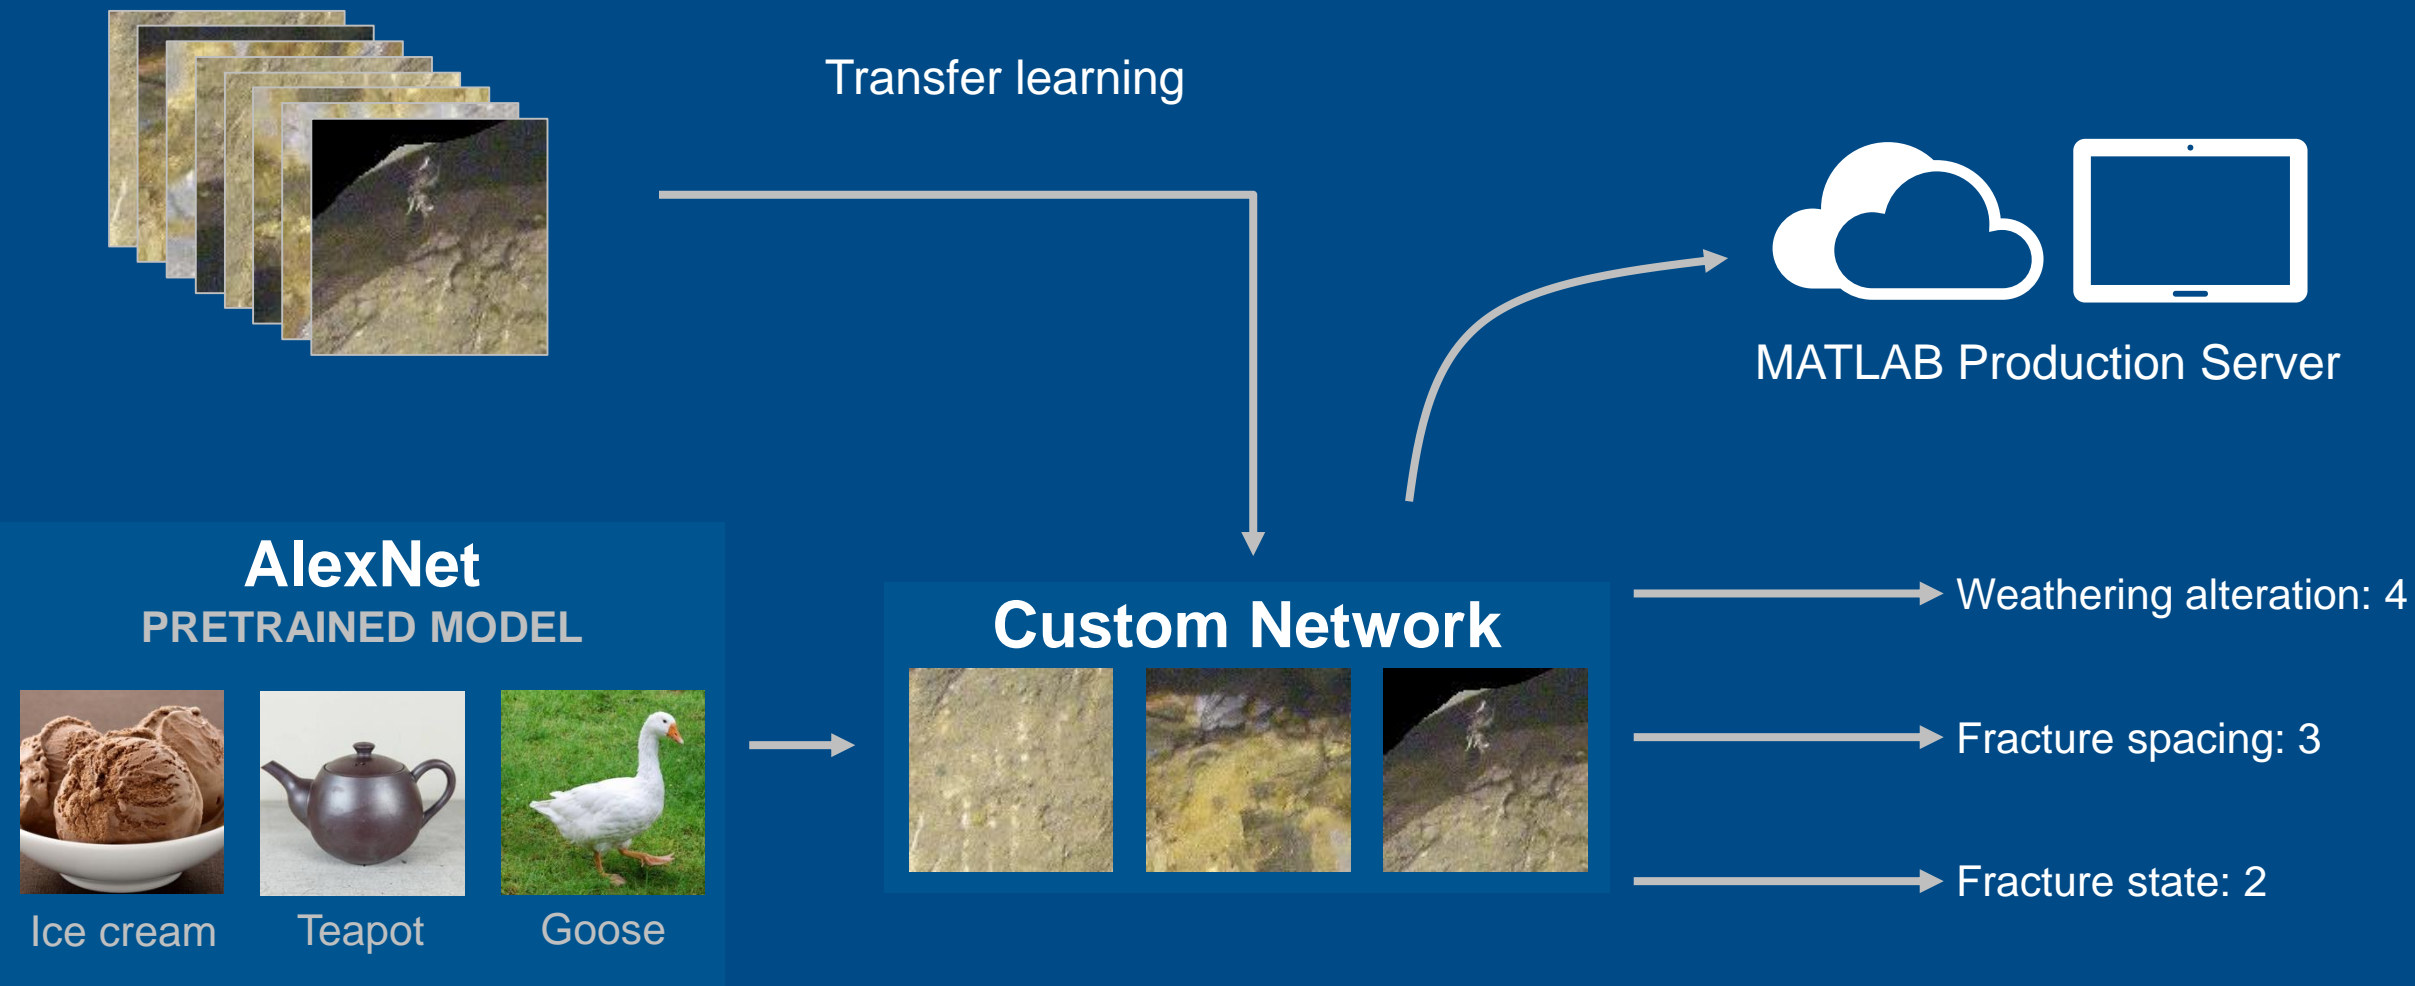 Transfer learning
MATLAB Production Server
AlexNet
PRETRAINED MODEL
Ice cream
Teapot
Goose
Custom Network
Weathering alteration: 4
Fracture spacing: 3
Fracture state: 2